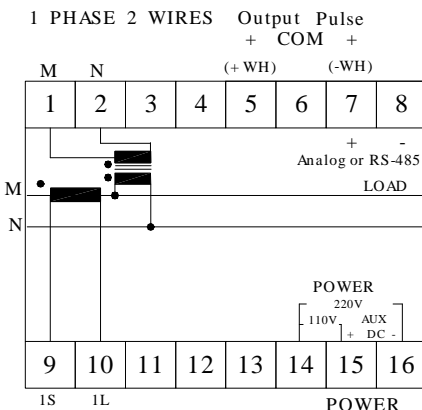 1 PHASE 2 WIRES Output Pulse
+ COM +
M N (+WH) (-WH)
1 2 3 4 5 6 7 8
+ -
Analog or RS-485
M LOAD
N
POWER
220V
110V AUX
+ DC -
9 10 11 12 13 14 15 16
1S 1L POWER